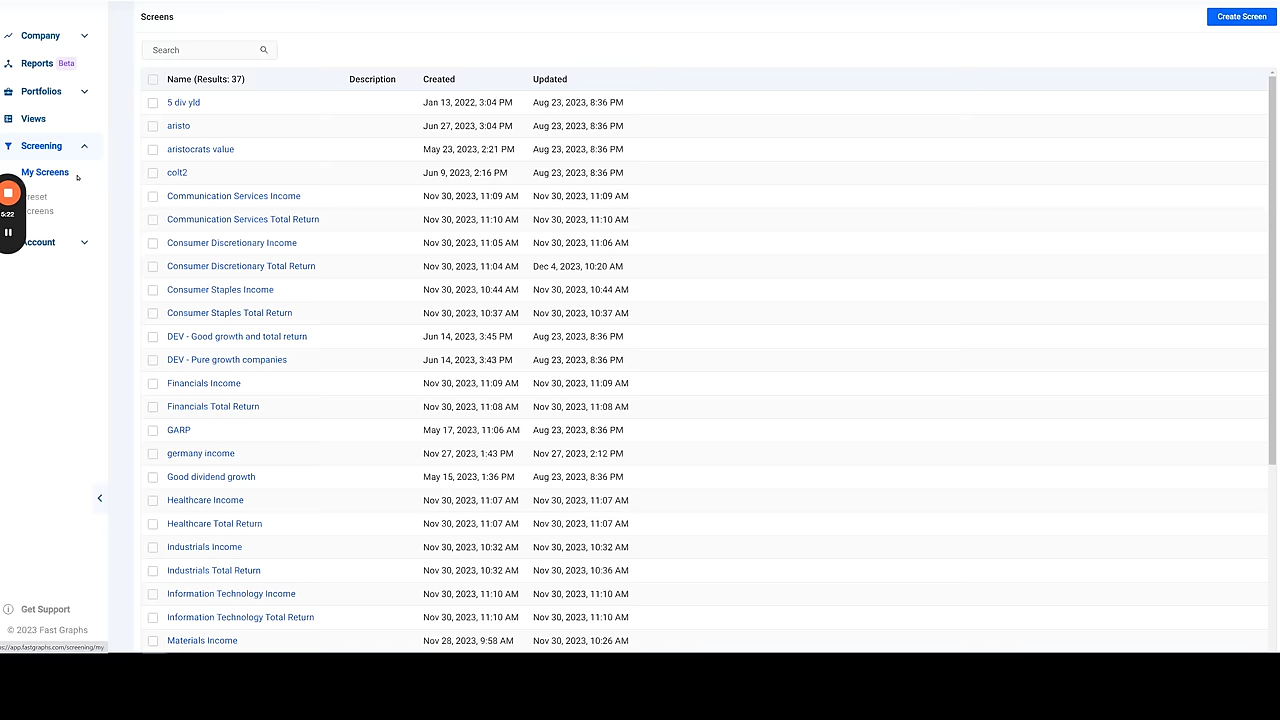 Screens
Create Screen
Company
Reports Beta
Portfolios
Views
Screening
My Screens
reset
creens
5:22
ccount
Get Support
© 2023 Fast Graphs
s://app.fastgraphs.com/screening/my
Search
Name (Results: 37) Description Created Updated
5 div yld Jan 13, 2022, 3:04 PM Aug 23, 2023, 8:36 PM
aristo Jun 27, 2023, 3:04 PM Aug 23, 2023, 8:36 PM
aristocrats value May 23, 2023, 2:21 PM Aug 23, 2023, 8:36 PM
colt2 Jun 9, 2023, 2:16 PM Aug 23, 2023, 8:36 PM
Communication Services Income Nov 30, 2023, 11:09 AM Nov 30, 2023, 11:09 AM
Communication Services Total Return Nov 30, 2023, 11:10 AM Nov 30, 2023, 11:10 AM
Consumer Discretionary Income Nov 30, 2023, 11:05 AM Nov 30, 2023, 11:06 AM
Consumer Discretionary Total Return Nov 30, 2023, 11:04 AM Dec 4, 2023, 10:20 AM
Consumer Staples Income Nov 30, 2023, 10:44 AM Nov 30, 2023, 10:44 AM
Consumer Staples Total Return Nov 30, 2023, 10:37 AM Nov 30, 2023, 10:37 AM
DEV - Good growth and total return Jun 14, 2023, 3:45 PM Aug 23, 2023, 8:36 PM
DEV - Pure growth companies Jun 14, 2023, 3:43 PM Aug 23, 2023, 8:36 PM
Financials Income Nov 30, 2023, 11:09 AM Nov 30, 2023, 11:09 AM
Financials Total Return Nov 30, 2023, 11:08 AM Nov 30, 2023, 11:08 AM
GARP May 17, 2023, 11:06 AM Aug 23, 2023, 8:36 PM
germany income Nov 27, 2023, 1:43 PM Nov 27, 2023, 2:12 PM
Good dividend growth May 15, 2023, 1:36 PM Aug 23, 2023, 8:36 PM
Healthcare Income Nov 30, 2023, 11:07 AM Nov 30, 2023, 11:07 AM
Healthcare Total Return Nov 30, 2023, 11:07 AM Nov 30, 2023, 11:07 AM
Industrials Income Nov 30, 2023, 10:32 AM Nov 30, 2023, 10:32 AM
Industrials Total Return Nov 30, 2023, 10:32 AM Nov 30, 2023, 10:36 AM
Information Technology Income Nov 30, 2023, 11:10 AM Nov 30, 2023, 11:10 AM
Information Technology Total Return Nov 30, 2023, 11:10 AM Nov 30, 2023, 11:10 AM
Materials Income Nov 28, 2023, 9:58 AM Nov 30, 2023, 10:26 AM